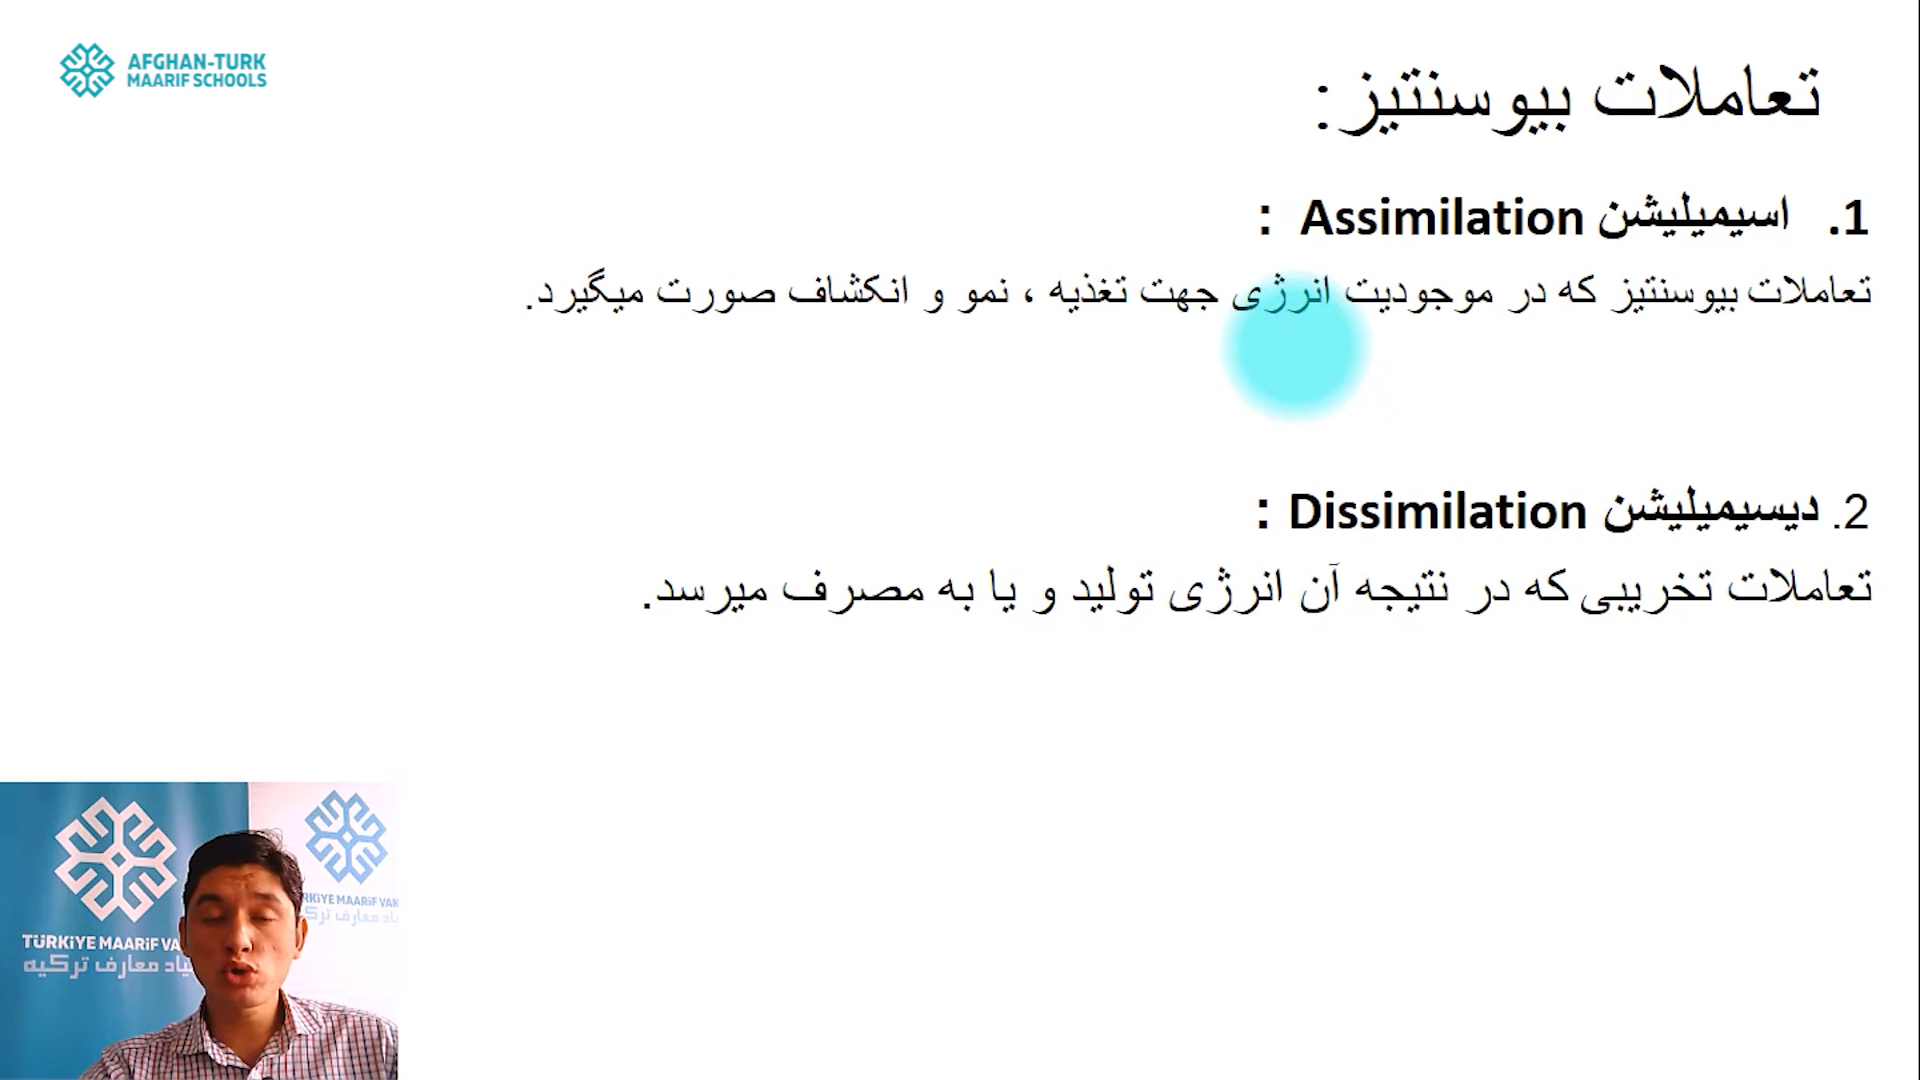 AFGHAN-TURK
MAARIF SCHOOLS
تعاملات بیوسنتیز:
1. اسیمیلیشن Assimilation :
تعاملات بیوسنتیز که در موجودیت انرژی جهت تغذیه ، نمو و انکشاف صورت میگیرد.
2. دیسیمیلیشن Dissimilation :
تعاملات تخریبی که در نتیجه آن انرژی تولید و یا به مصرف میرسد.
TÜRKİYE MAARİF
معارف ترکیه
MAARİF
معارف